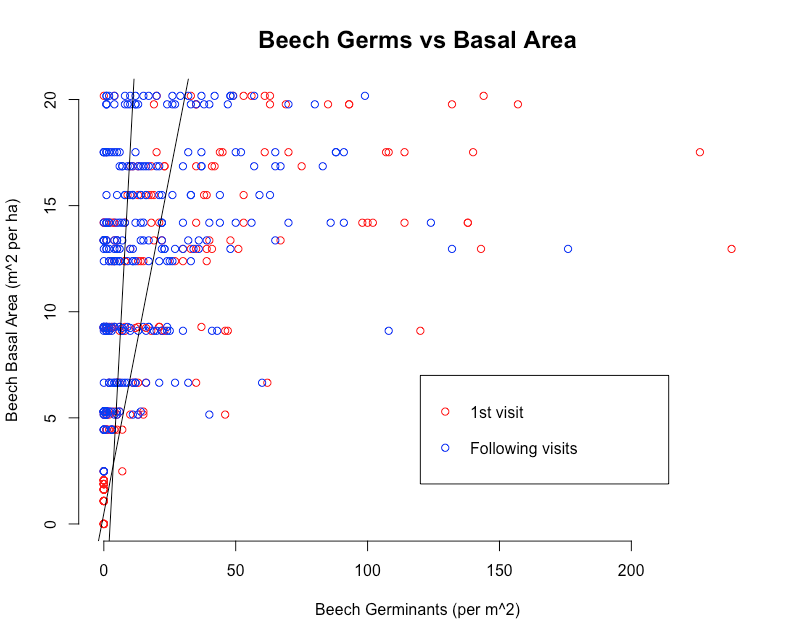 Beech Germs vs Basal Area
20
15
10
5
0
Beech Basal Area (m^2 per ha)
1st visit
Following visits
0 50 100 150 200
Beech Germinants (per m^2)